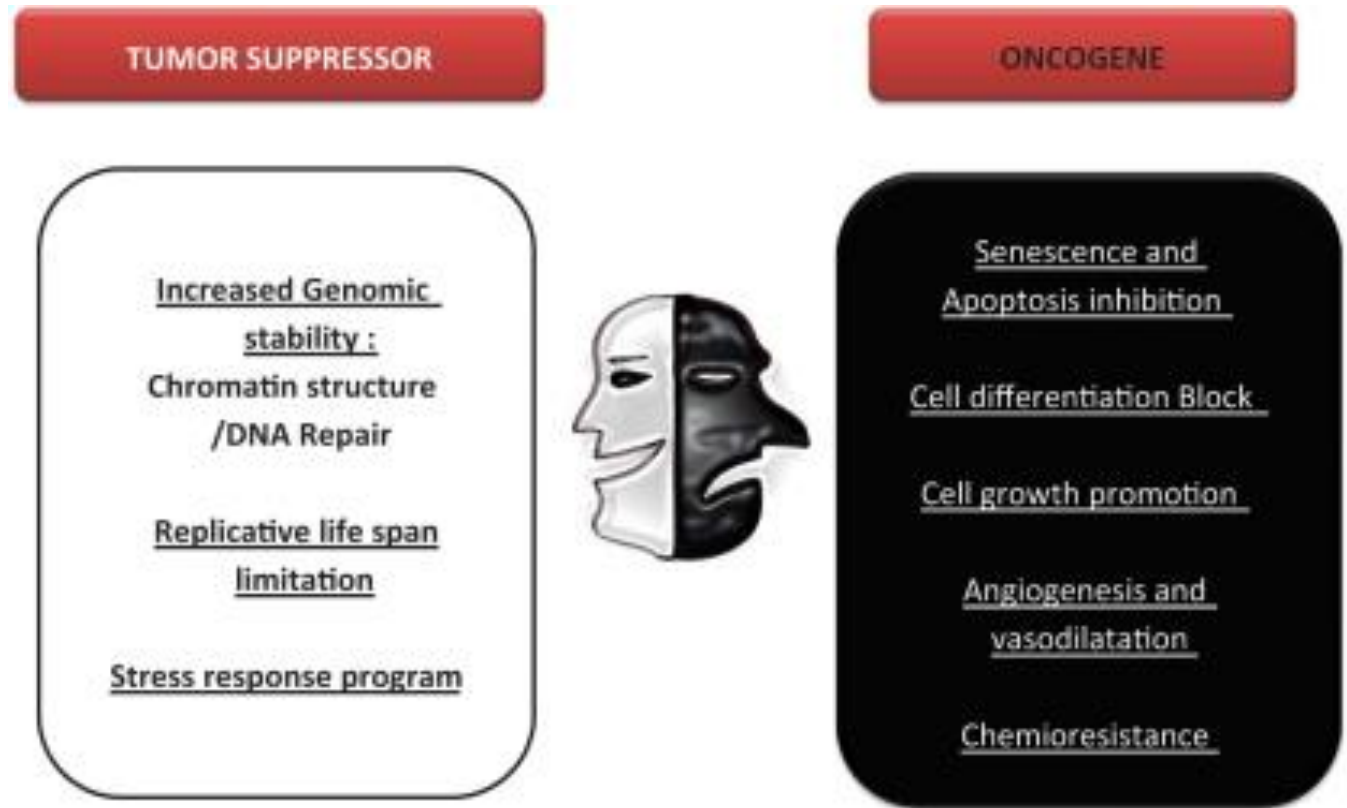 TUMOR SUPPRESSOR
Increased Genomic
stability :
Chromatin structure
/DNA Repair
Replicative life span
limitation
Stress response program
ONCOGENE
Senescence and
Apoptosis inhibition
Cell differentiation Block
Cell growth promotion
Angiogenesis and
vasodilatation
Chemioresistance